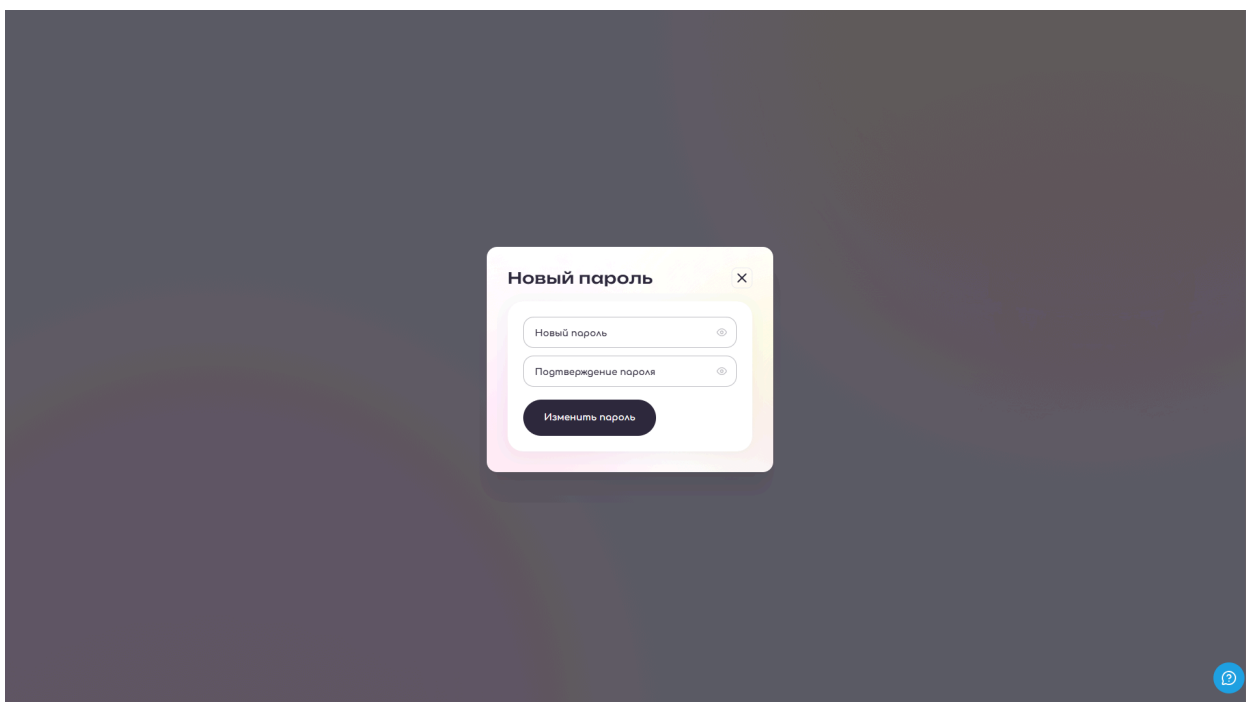 Новый пароль
Новый пароль
Подтверждение пароля
Изменить пароль